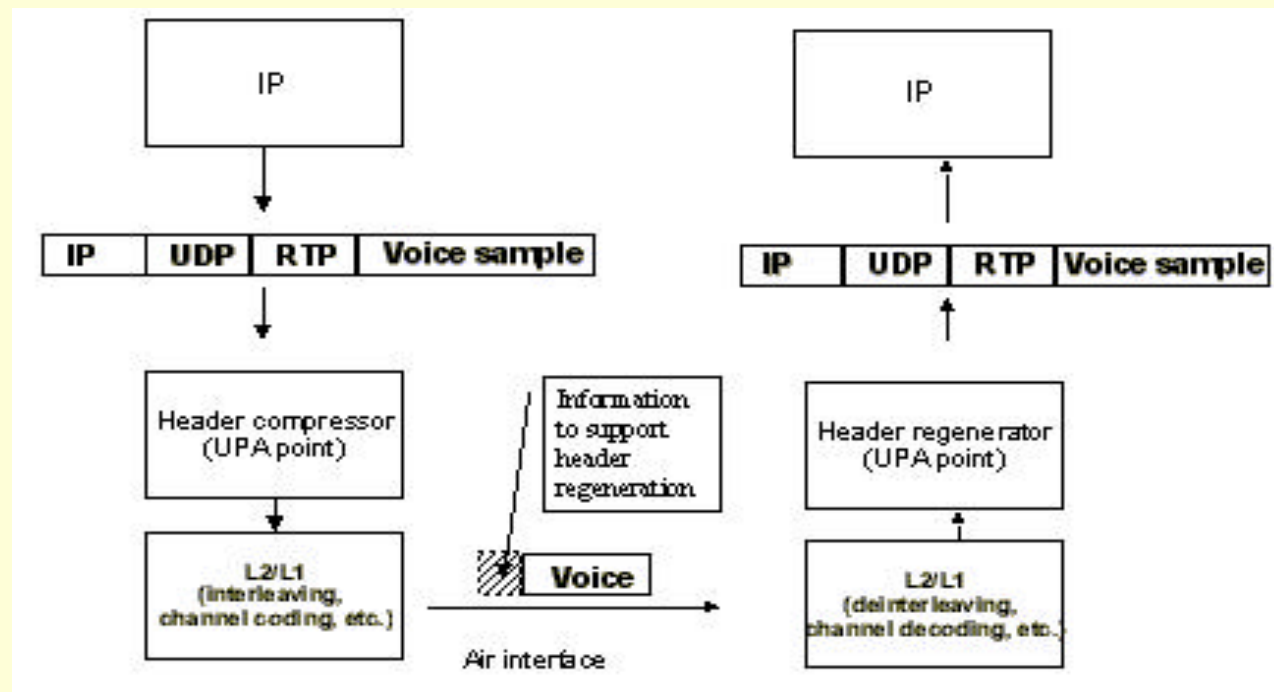 IP
IP UDP RTP Voice sample
Header compressor
(UPA point)
L2/L1
(interleaving,
channel coding, etc.)
Information
to support
header
regeneration
Voice
Air interface
IP
IP UDP RTP Voice sample
Header regenerator
(UPA point)
L2/L1
(deinterleaving,
channel decoding, etc.)